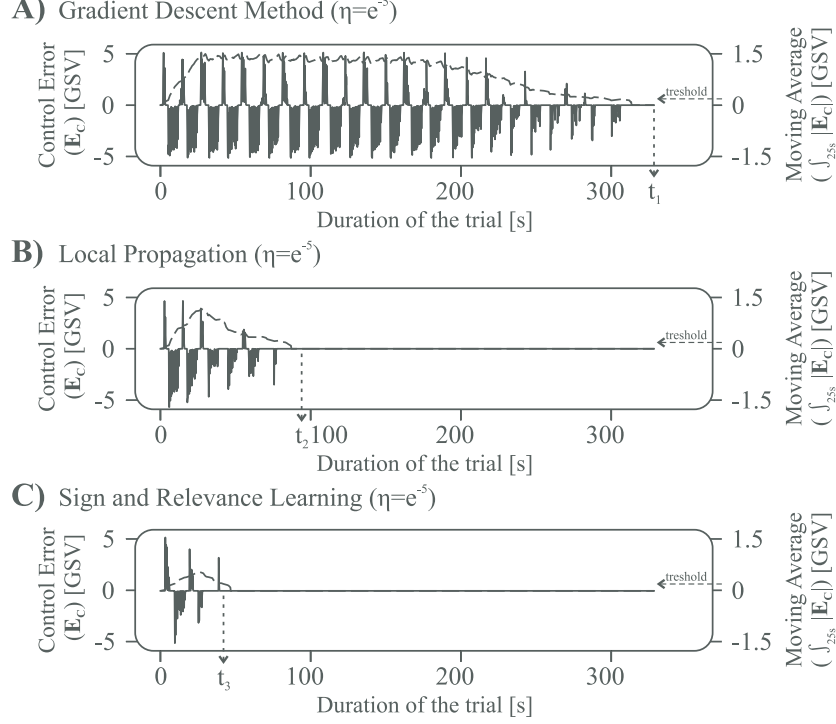 A) Gradient Descent Method (η=e⁻⁵)
Control Error
(E_c) [GSV]
5
0
-5
1.5
0
-1.5
treshold
Moving Average
( ∫₂₅ₛ |E_c|) [GSV]
0 100 200 300
t₁
Duration of the trial [s]
B) Local Propagation (η=e⁻⁵)
Control Error
(E_c) [GSV]
5
0
-5
1.5
0
-1.5
treshold
Moving Average
( ∫₂₅ₛ |E_c|) [GSV]
0 t₂ 100 200 300
Duration of the trial [s]
C) Sign and Relevance Learning (η=e⁻⁵)
Control Error
(E_c) [GSV]
5
0
-5
1.5
0
-1.5
treshold
Moving Average
( ∫₂₅ₛ |E_c|) [GSV]
0 100 200 300
t₃
Duration of the trial [s]